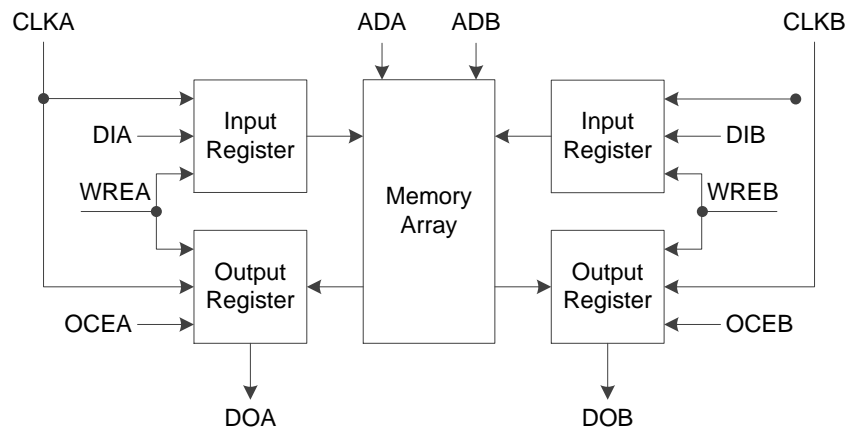 CLKA
ADA
ADB
CLKB
Input
Register
Input
Register
DIA
DIB
WREA
Memory
Array
WREB
Output
Register
Output
Register
OCEA
OCEB
DOA
DOB